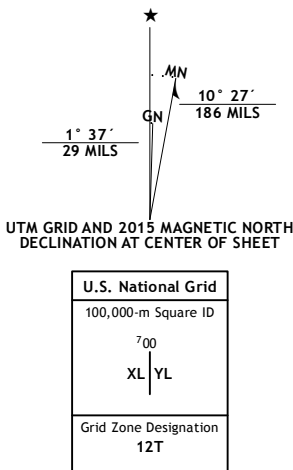 ★
MN
GN
10° 27´
186 MILS
1° 37´
29 MILS
UTM GRID AND 2015 MAGNETIC NORTH
DECLINATION AT CENTER OF SHEET
U.S. National Grid
100,000-m Square ID
⁷00
XL YL
Grid Zone Designation
12T